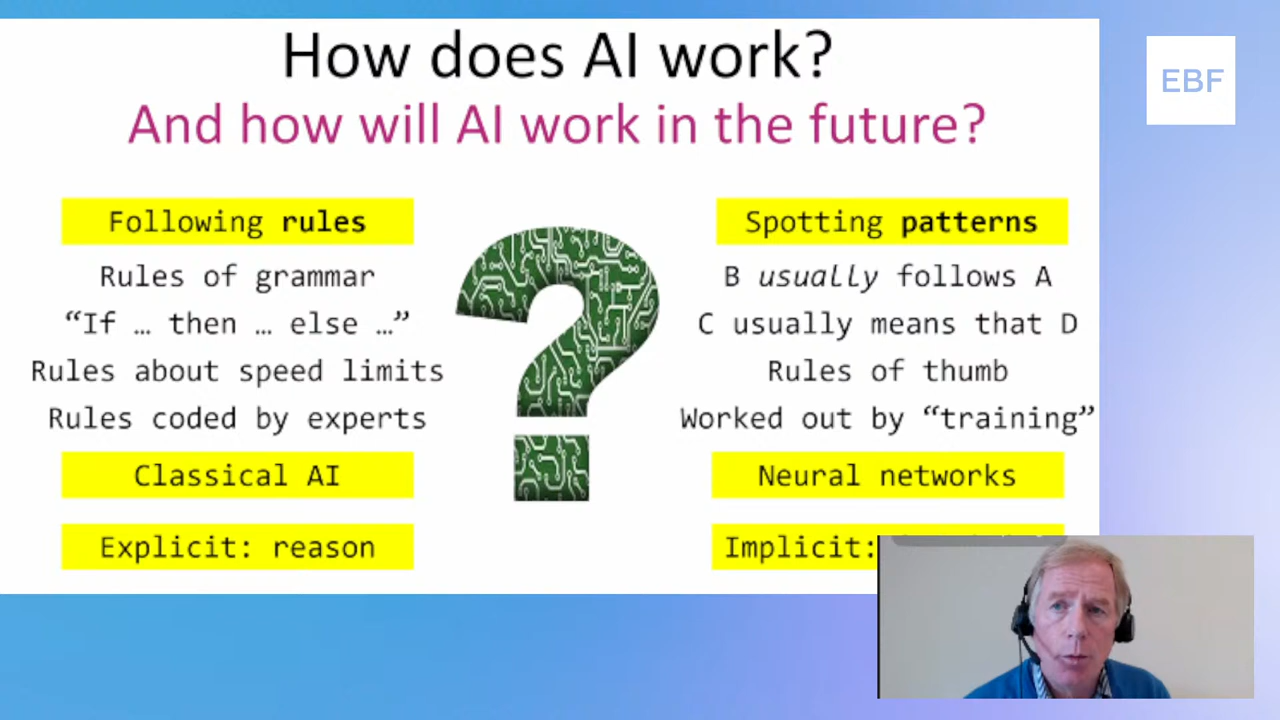 How does AI work?
And how will AI work in the future?
EBF
Following rules
Rules of grammar
“If … then … else …”
Rules about speed limits
Rules coded by experts
Classical AI
Explicit: reason
Spotting patterns
B usually follows A
C usually means that D
Rules of thumb
Worked out by “training”
Neural networks
Implicit: